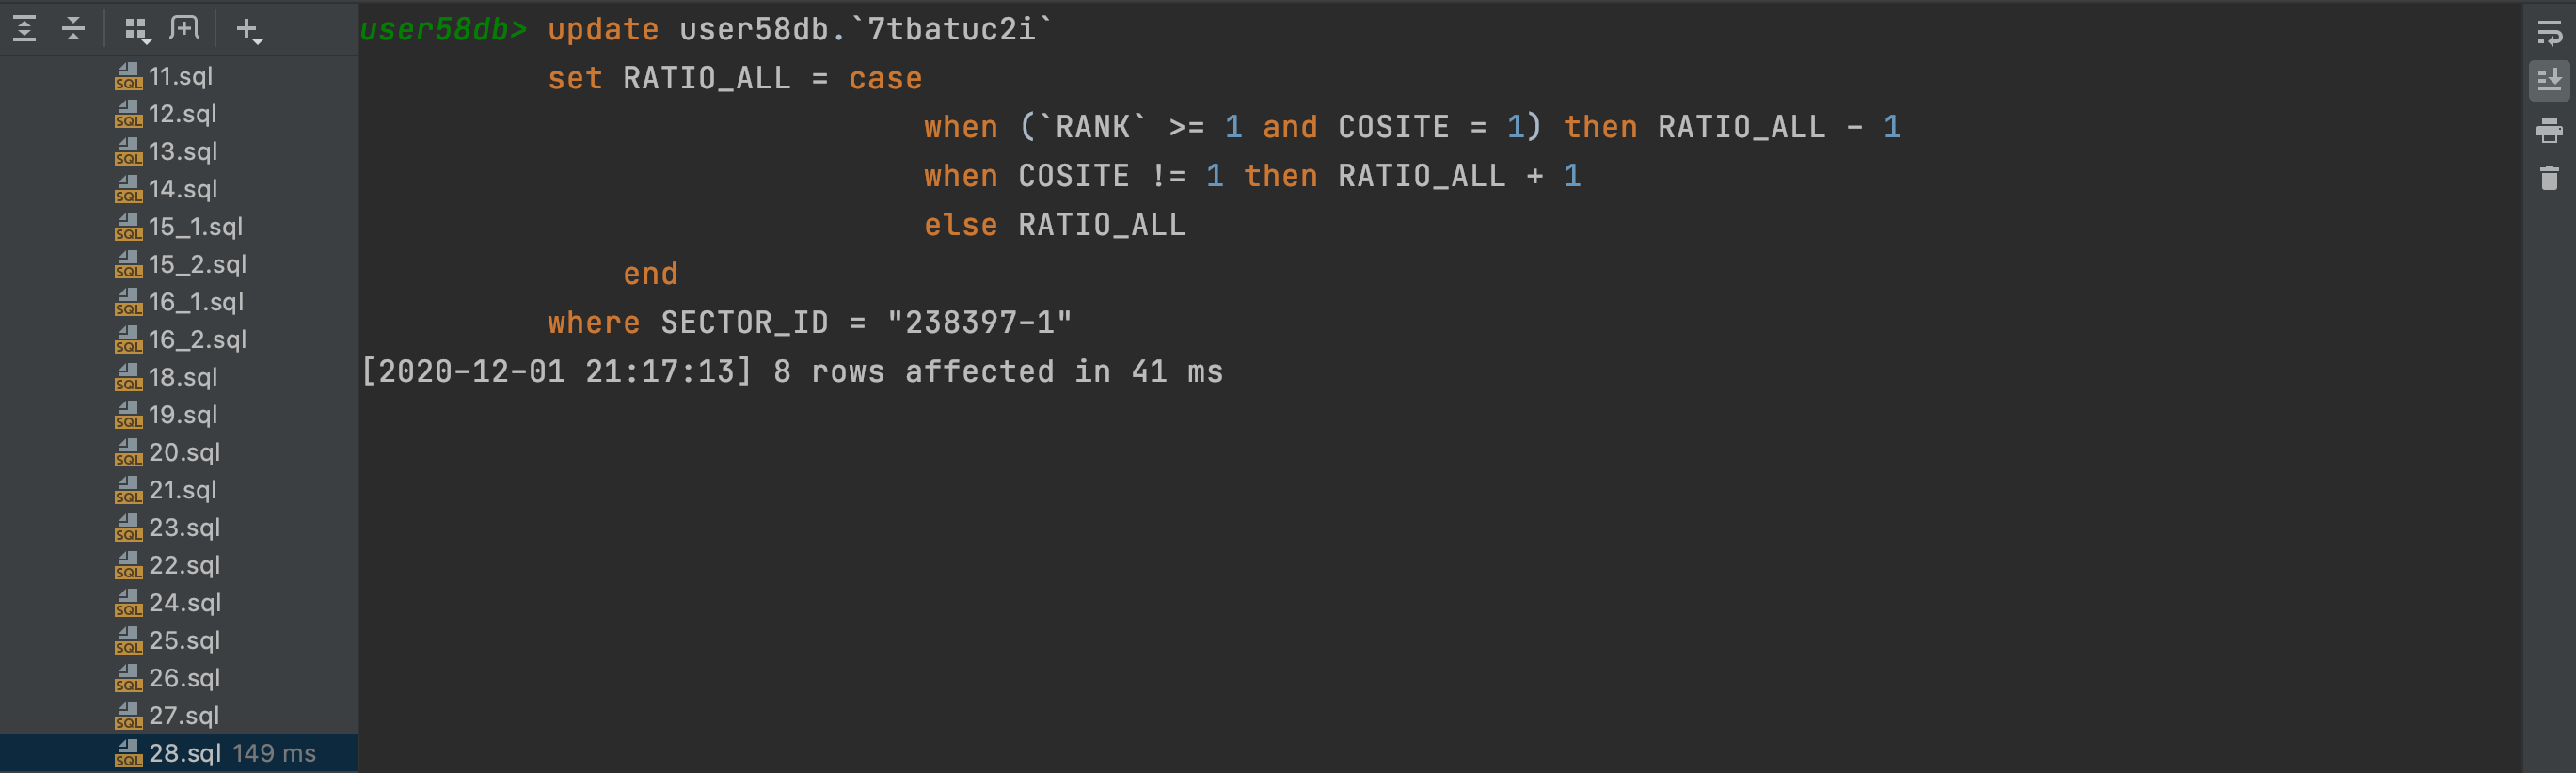 11.sql
12.sql
13.sql
14.sql
15_1.sql
15_2.sql
16_1.sql
16_2.sql
18.sql
19.sql
20.sql
21.sql
23.sql
22.sql
24.sql
25.sql
26.sql
27.sql
28.sql 149 ms
user58db> update user58db.`7tbatuc2i`
set RATIO_ALL = case
when (`RANK` >= 1 and COSITE = 1) then RATIO_ALL - 1
when COSITE != 1 then RATIO_ALL + 1
else RATIO_ALL
end
where SECTOR_ID = "238397-1"
[2020-12-01 21:17:13] 8 rows affected in 41 ms